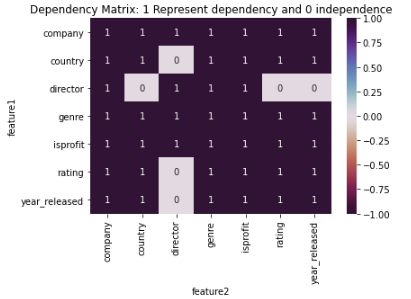 Dependency Matrix: 1 Represent dependency and 0 independence
company 1 1 1 1 1 1 1
country 1 1 0 1 1 1 1
director 1 0 1 1 1 0 0
genre 1 1 1 1 1 1 1
isprofit 1 1 1 1 1 1 1
rating 1 1 0 1 1 1 1
year_released 1 1 0 1 1 1 1
feature1
company country director genre isprofit rating year_released
feature2
1.00
0.75
0.50
0.25
0.00
−0.25
−0.50
−0.75
−1.00